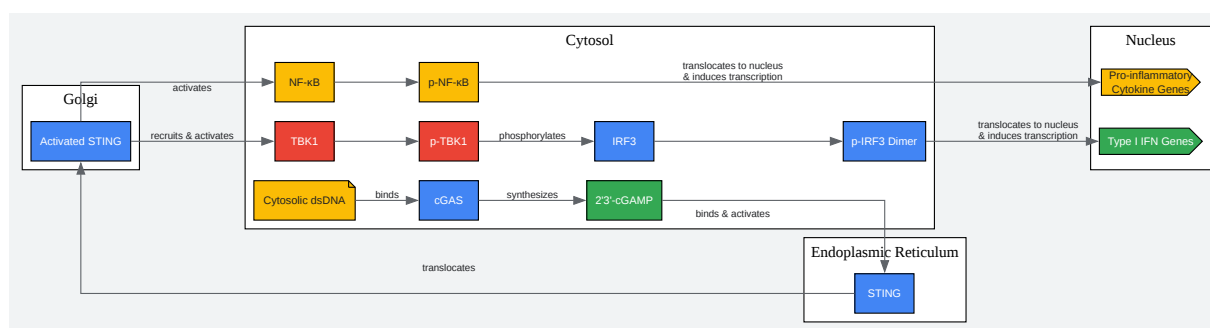 Cytosol
Nucleus
Golgi
activates
NF-κB
p-NF-κB
translocates to nucleus
& induces transcription
Pro-inflammatory
Cytokine Genes
Activated STING
recruits & activates
TBK1
p-TBK1
phosphorylates
IRF3
p-IRF3 Dimer
translocates to nucleus
& induces transcription
Type I IFN Genes
Cytosolic dsDNA
binds
cGAS
synthesizes
2'3'-cGAMP
binds & activates
Endoplasmic Reticulum
translocates
STING